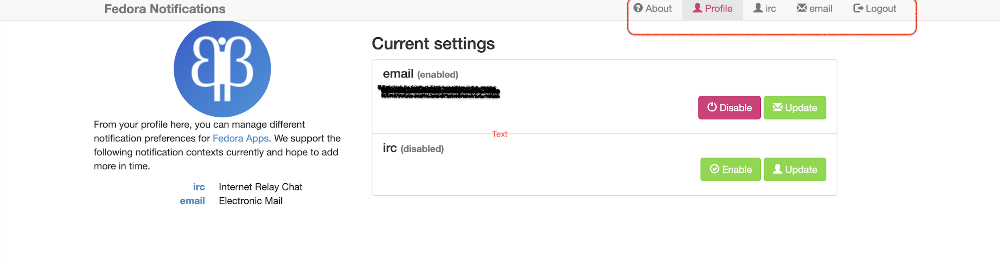 Fedora Notifications
About Profile irc email Logout
From your profile here, you can manage different
notification preferences for Fedora Apps. We support the
following notification contexts currently and hope to add
more in time.
irc Internet Relay Chat
email Electronic Mail
Current settings
email (enabled)
Disable Update
Text
irc (disabled)
Enable Update